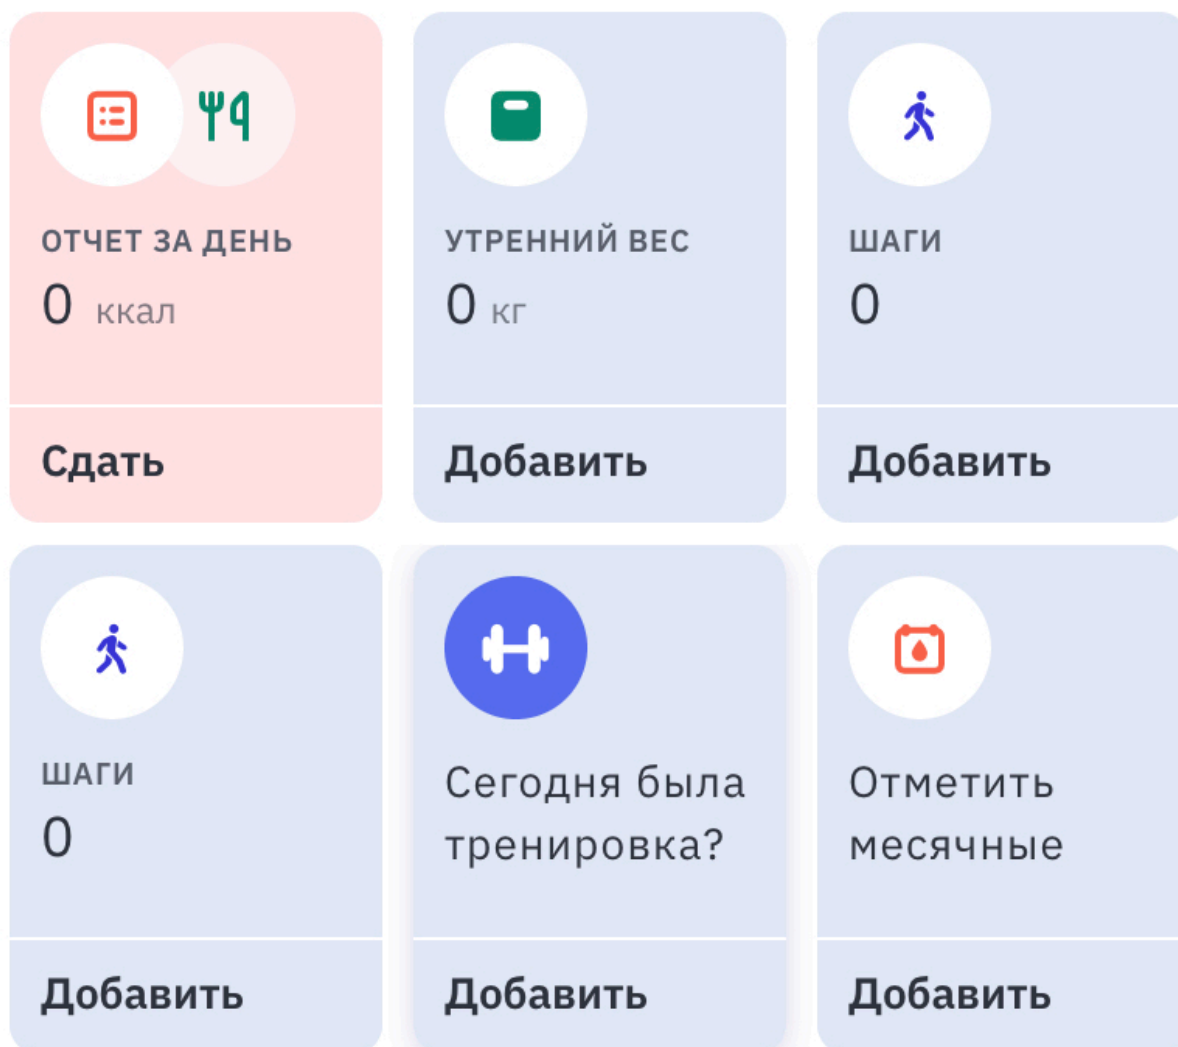 ОТЧЕТ ЗА ДЕНЬ
0 ккал
Сдать
УТРЕННИЙ ВЕС
0 кг
Добавить
ШАГИ
0
Добавить
ШАГИ
0
Добавить
Сегодня была
тренировка?
Добавить
Отметить
месячные
Добавить